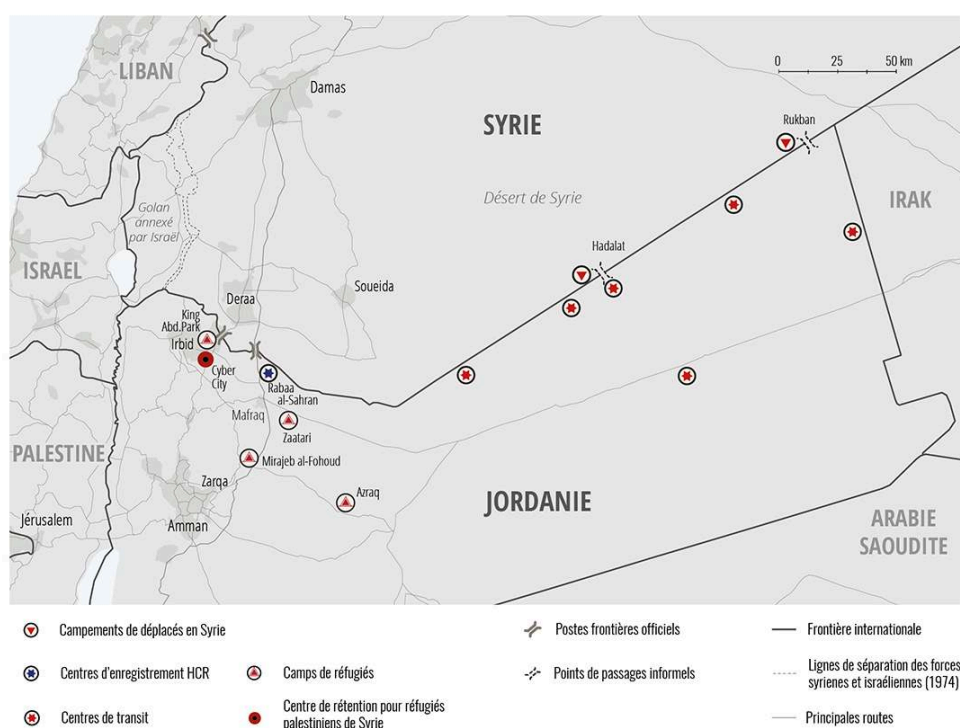 LIBAN
Damas
0 25 50 km
SYRIE
Rukban
Désert de Syrie
IRAK
Golan
annexé
par Israël
Hadalat
ISRAEL
Soueida
Deraa
King
Abd.Park
Irbid
Cyber
City
Rabaa
al-Sahran
Mafraq
Zaatari
PALESTINE
Mirajeb al-Fohoud
Zarqa
Azraq
JORDANIE
Jérusalem
Amman
ARABIE
SAOUDITE
Campements de déplacés en Syrie
Postes frontières officiels
Frontière internationale
Centres d'enregistrement HCR
Camps de réfugiés
Points de passages informels
Lignes de séparation des forces
syrienes et israéliennes (1974)
Centres de transit
Centre de rétention pour réfugiés
palestiniens de Syrie
Principales routes